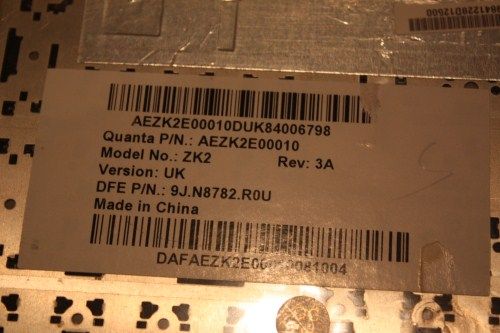 AEZK2E00010DUK84006798
Quanta P/N.: AEZK2E00010
Model No.: ZK2 Rev: 3A
Version: UK
DFE P/N.: 9J.N8782.R0U
Made in China